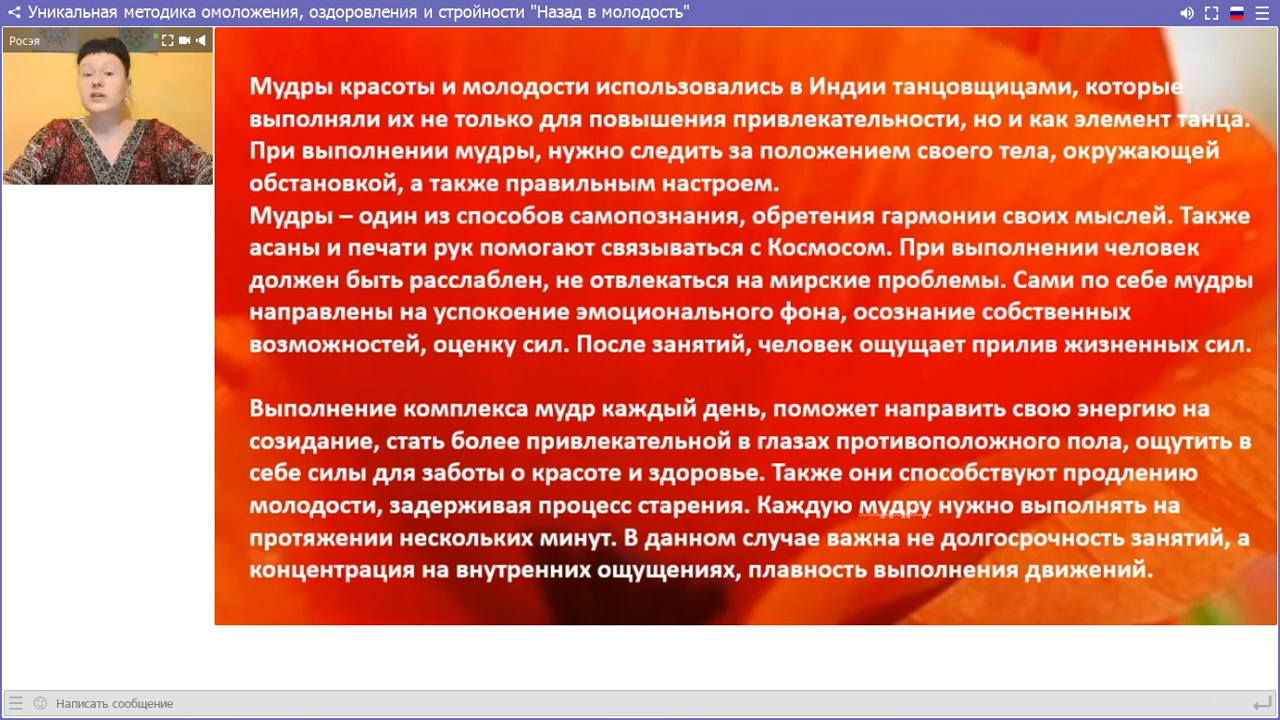 Уникальная методика омоложения, оздоровления и стройности "Назад в молодость"
Росэя
Мудры красоты и молодости использовались в Индии танцовщицами, которые
выполняли их не только для повышения привлекательности, но и как элемент танца.
При выполнении мудры, нужно следить за положением своего тела, окружающей
обстановкой, а также правильным настроем.
Мудры – один из способов самопознания, обретения гармонии своих мыслей. Также
асаны и печати рук помогают связываться с Космосом. При выполнении человек
должен быть расслаблен, не отвлекаться на мирские проблемы. Сами по себе мудры
направлены на успокоение эмоционального фона, осознание собственных
возможностей, оценку сил. После занятий, человек ощущает прилив жизненных сил.
Выполнение комплекса мудр каждый день, поможет направить свою энергию на
созидание, стать более привлекательной в глазах противоположного пола, ощутить в
себе силы для заботы о красоте и здоровье. Также они способствуют продлению
молодости, задерживая процесс старения. Каждую мудру нужно выполнять на
протяжении нескольких минут. В данном случае важна не долгосрочность занятий, а
концентрация на внутренних ощущениях, плавность выполнения движений.
Написать сообщение